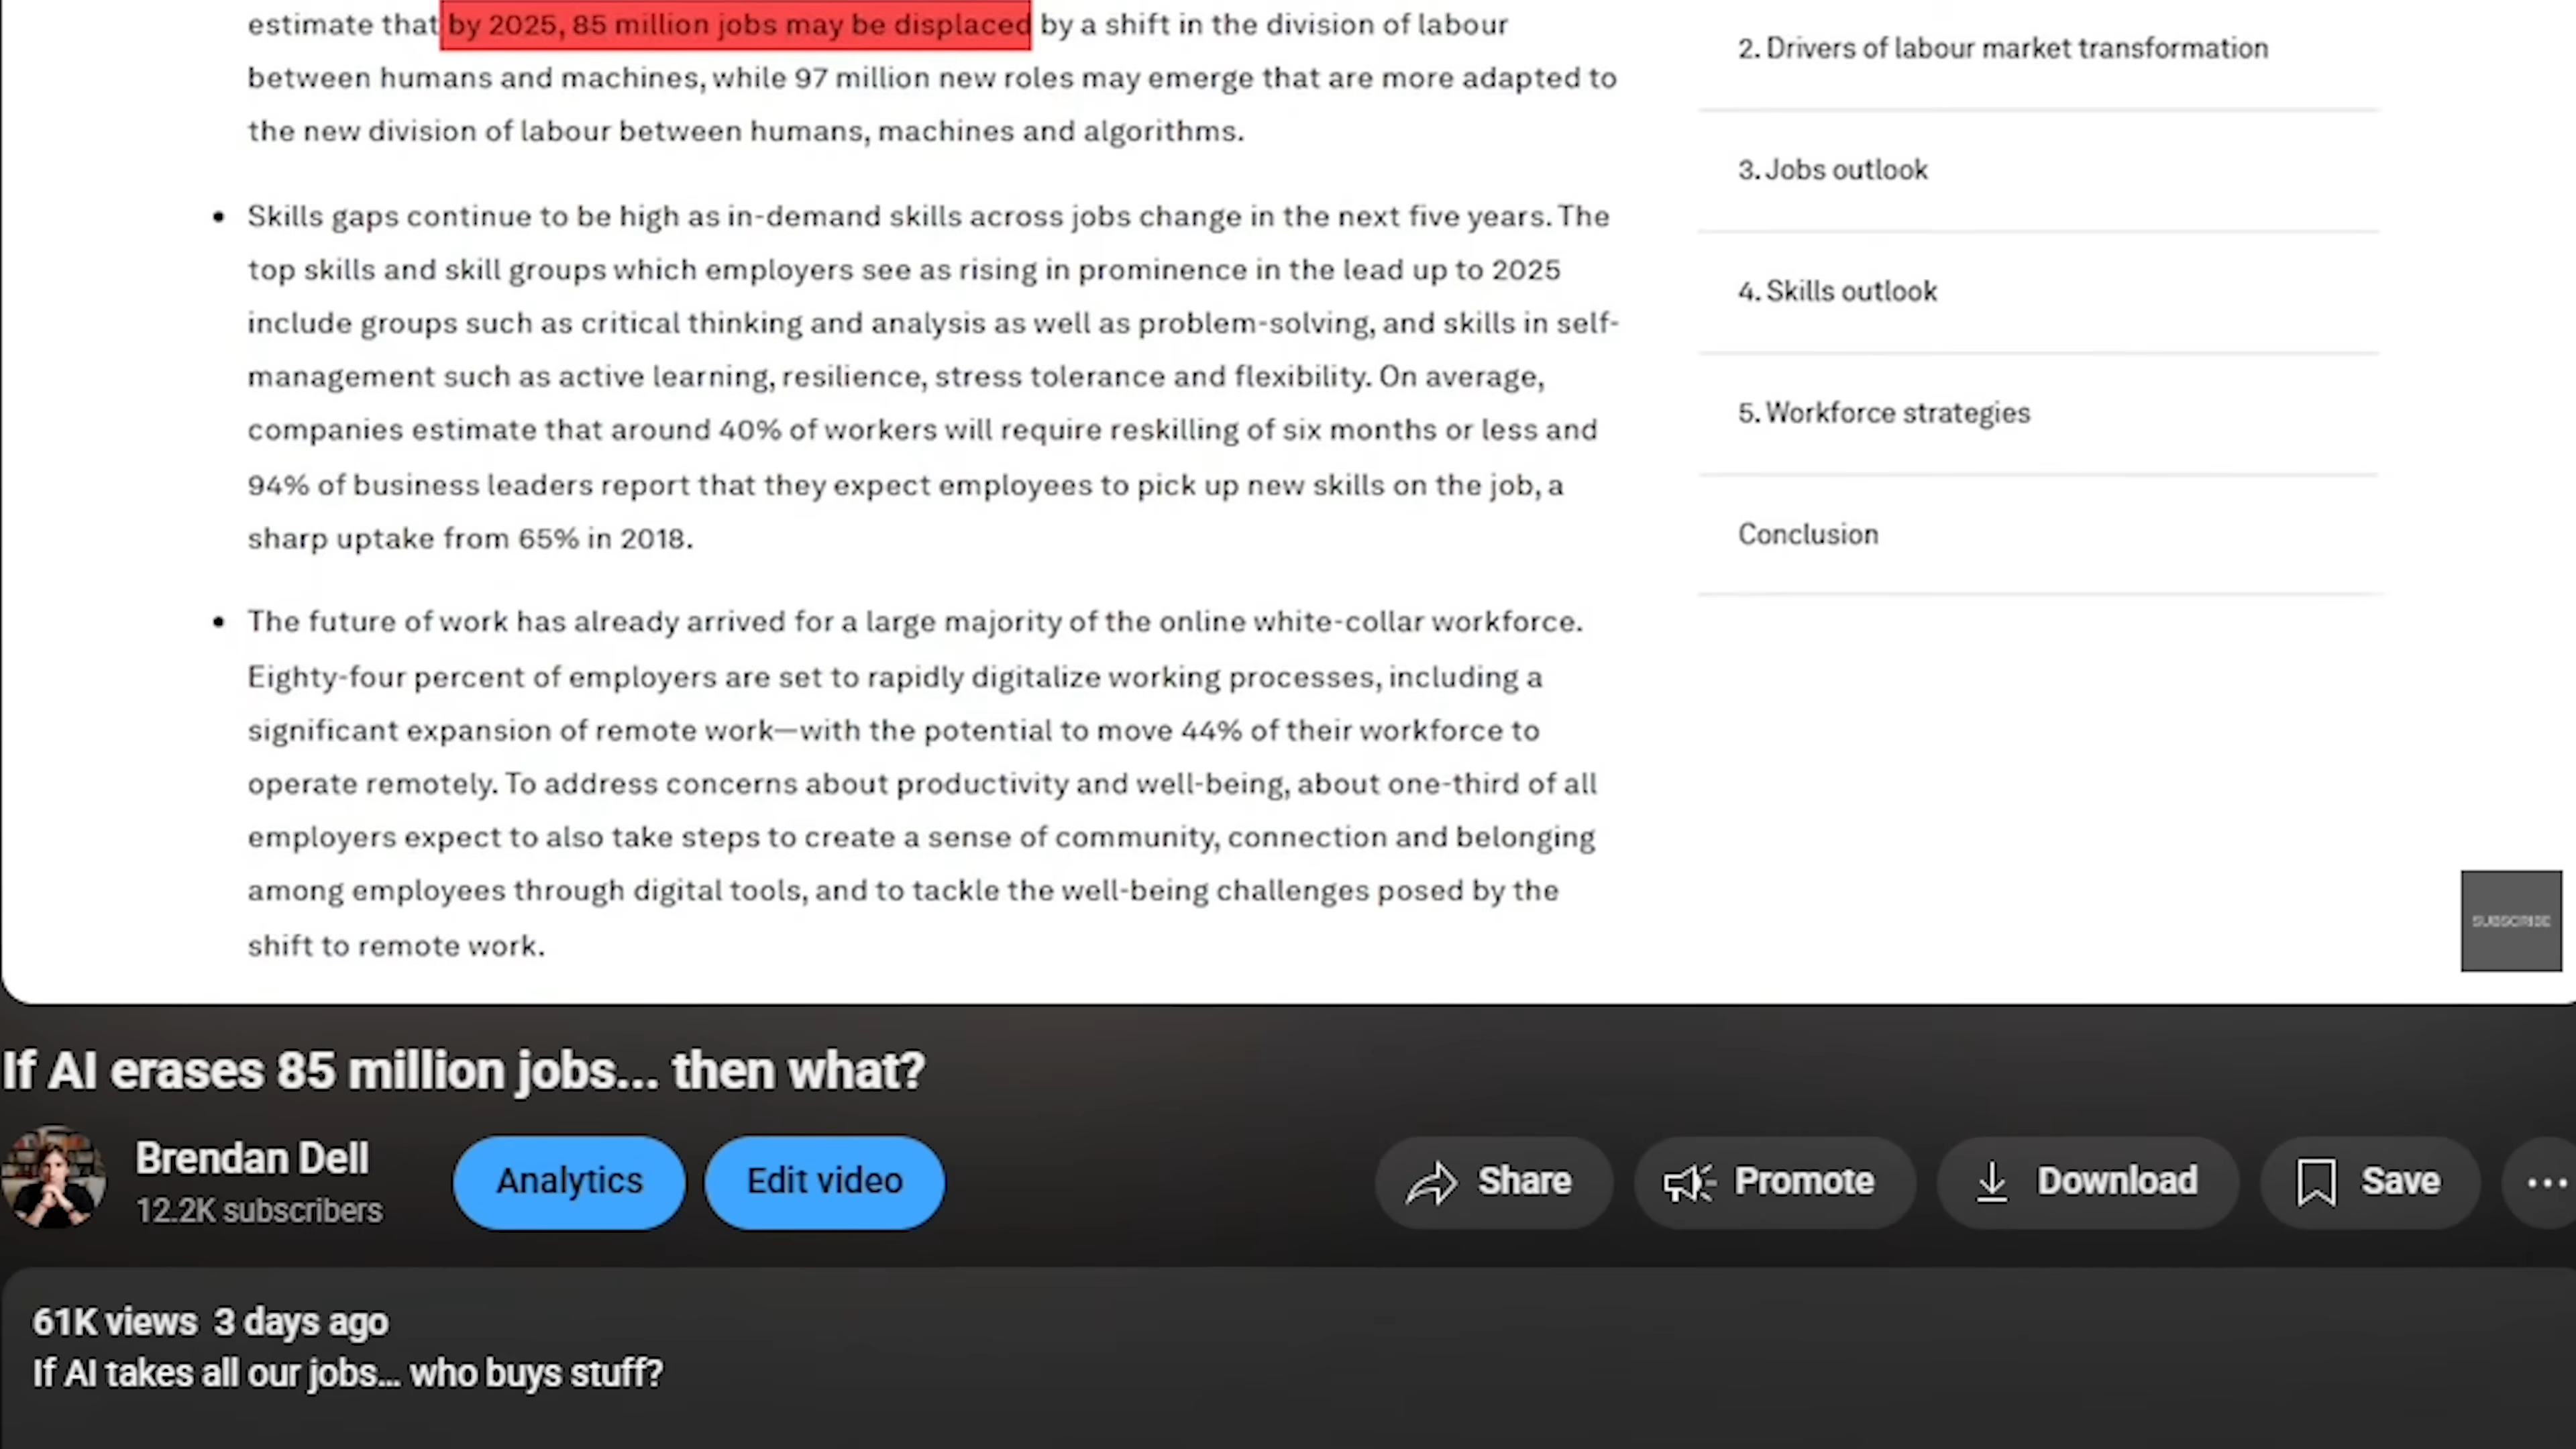 estimate that by 2025, 85 million jobs may be displaced by a shift in the division of labour
between humans and machines, while 97 million new roles may emerge that are more adapted to
the new division of labour between humans, machines and algorithms.
• Skills gaps continue to be high as in-demand skills across jobs change in the next five years. The
top skills and skill groups which employers see as rising in prominence in the lead up to 2025
include groups such as critical thinking and analysis as well as problem-solving, and skills in self-
management such as active learning, resilience, stress tolerance and flexibility. On average,
companies estimate that around 40% of workers will require reskilling of six months or less and
94% of business leaders report that they expect employees to pick up new skills on the job, a
sharp uptake from 65% in 2018.
• The future of work has already arrived for a large majority of the online white-collar workforce.
Eighty-four percent of employers are set to rapidly digitalize working processes, including a
significant expansion of remote work—with the potential to move 44% of their workforce to
operate remotely. To address concerns about productivity and well-being, about one-third of all
employers expect to also take steps to create a sense of community, connection and belonging
among employees through digital tools, and to tackle the well-being challenges posed by the
shift to remote work.
2. Drivers of labour market transformation
3. Jobs outlook
4. Skills outlook
5. Workforce strategies
Conclusion
SUBSCRIBE
If AI erases 85 million jobs... then what?
Brendan Dell
12.2K subscribers
Analytics
Edit video
Share
Promote
Download
Save
61K views 3 days ago
If AI takes all our jobs... who buys stuff?